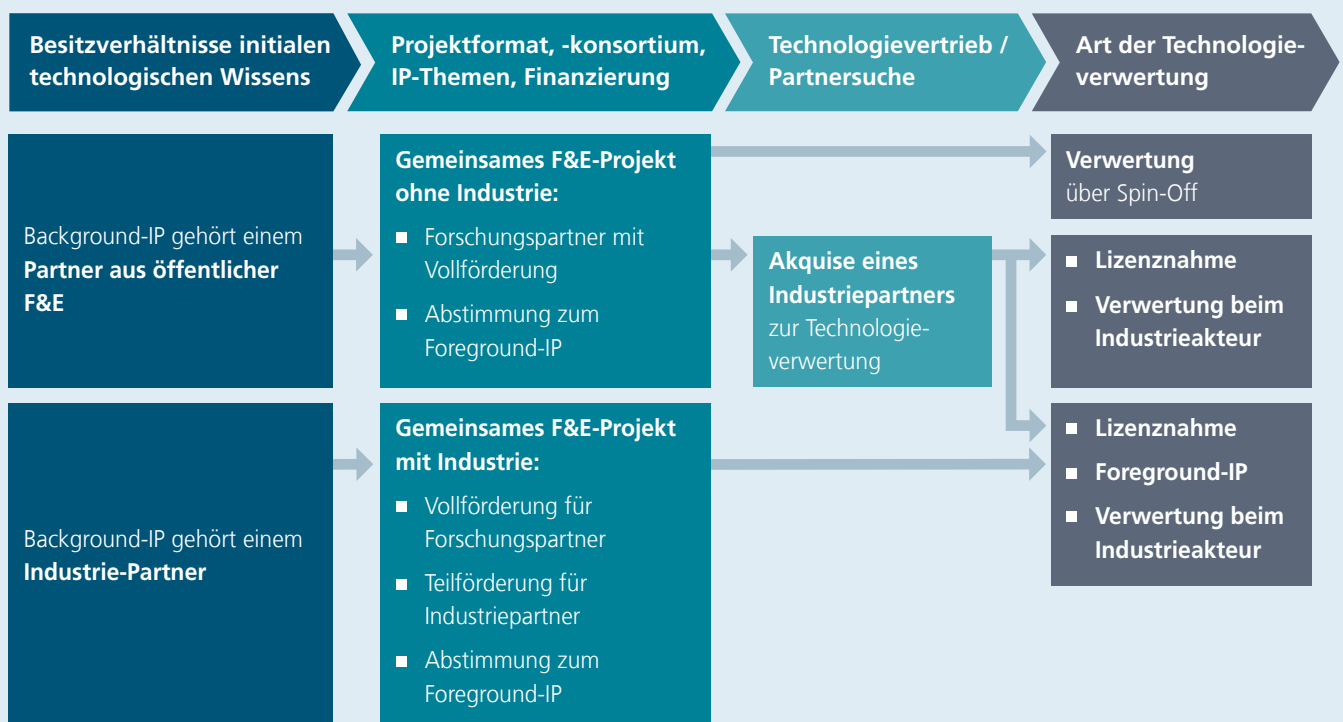 Besitzverhältnisse initialen
technologischen Wissens
Projektformat, -konsortium,
IP-Themen, Finanzierung
Technologievertrieb /
Partnersuche
Art der Technologie-
verwertung
Background-IP gehört einem
Partner aus öffentlicher
F&E
Gemeinsames F&E-Projekt
ohne Industrie:
■ Forschungspartner mit
Vollförderung
■ Abstimmung zum
Foreground-IP
Akquise eines
Industriepartners
zur Technologie-
verwertung
Verwertung
über Spin-Off
■ Lizenznahme
■ Verwertung beim
Industrieakteur
Background-IP gehört einem
Industrie-Partner
Gemeinsames F&E-Projekt
mit Industrie:
■ Vollförderung für
Forschungspartner
■ Teilförderung für
Industriepartner
■ Abstimmung zum
Foreground-IP
■ Lizenznahme
■ Foreground-IP
■ Verwertung beim
Industrieakteur